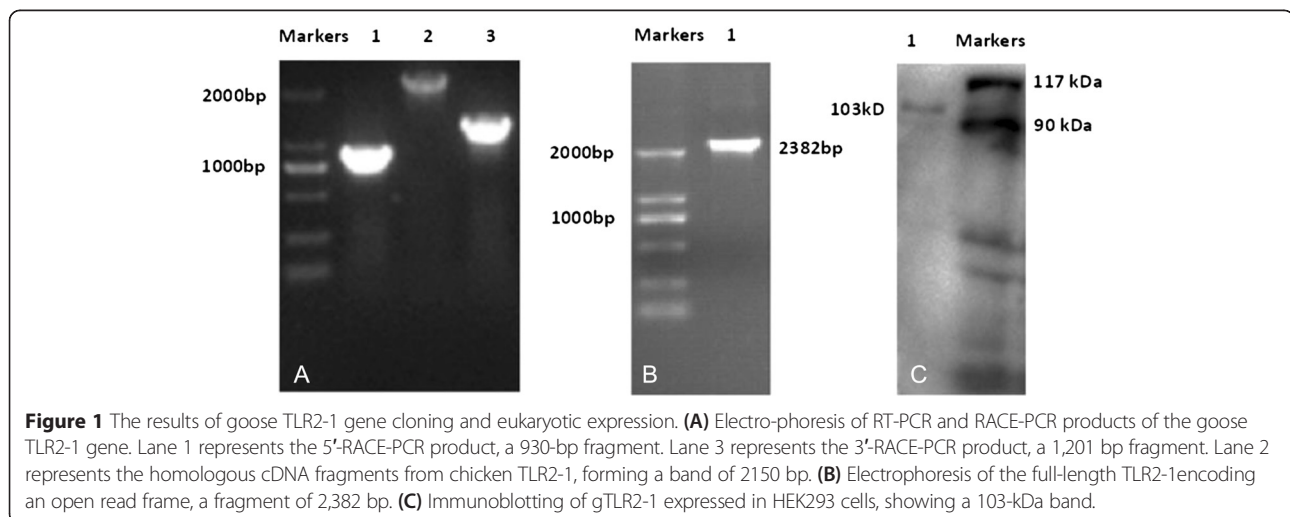 Markers 1 2 3
2000bp
1000bp
A
Markers 1
2000bp
1000bp
2382bp
B
1 Markers
103kD
117 kDa
90 kDa
C
Figure 1 The results of goose TLR2-1 gene cloning and eukaryotic expression. (A) Electro-phoresis of RT-PCR and RACE-PCR products of the goose
TLR2-1 gene. Lane 1 represents the 5′-RACE-PCR product, a 930-bp fragment. Lane 3 represents the 3′-RACE-PCR product, a 1,201 bp fragment. Lane 2
represents the homologous cDNA fragments from chicken TLR2-1, forming a band of 2150 bp. (B) Electrophoresis of the full-length TLR2-1encoding
an open read frame, a fragment of 2,382 bp. (C) Immunoblotting of gTLR2-1 expressed in HEK293 cells, showing a 103-kDa band.